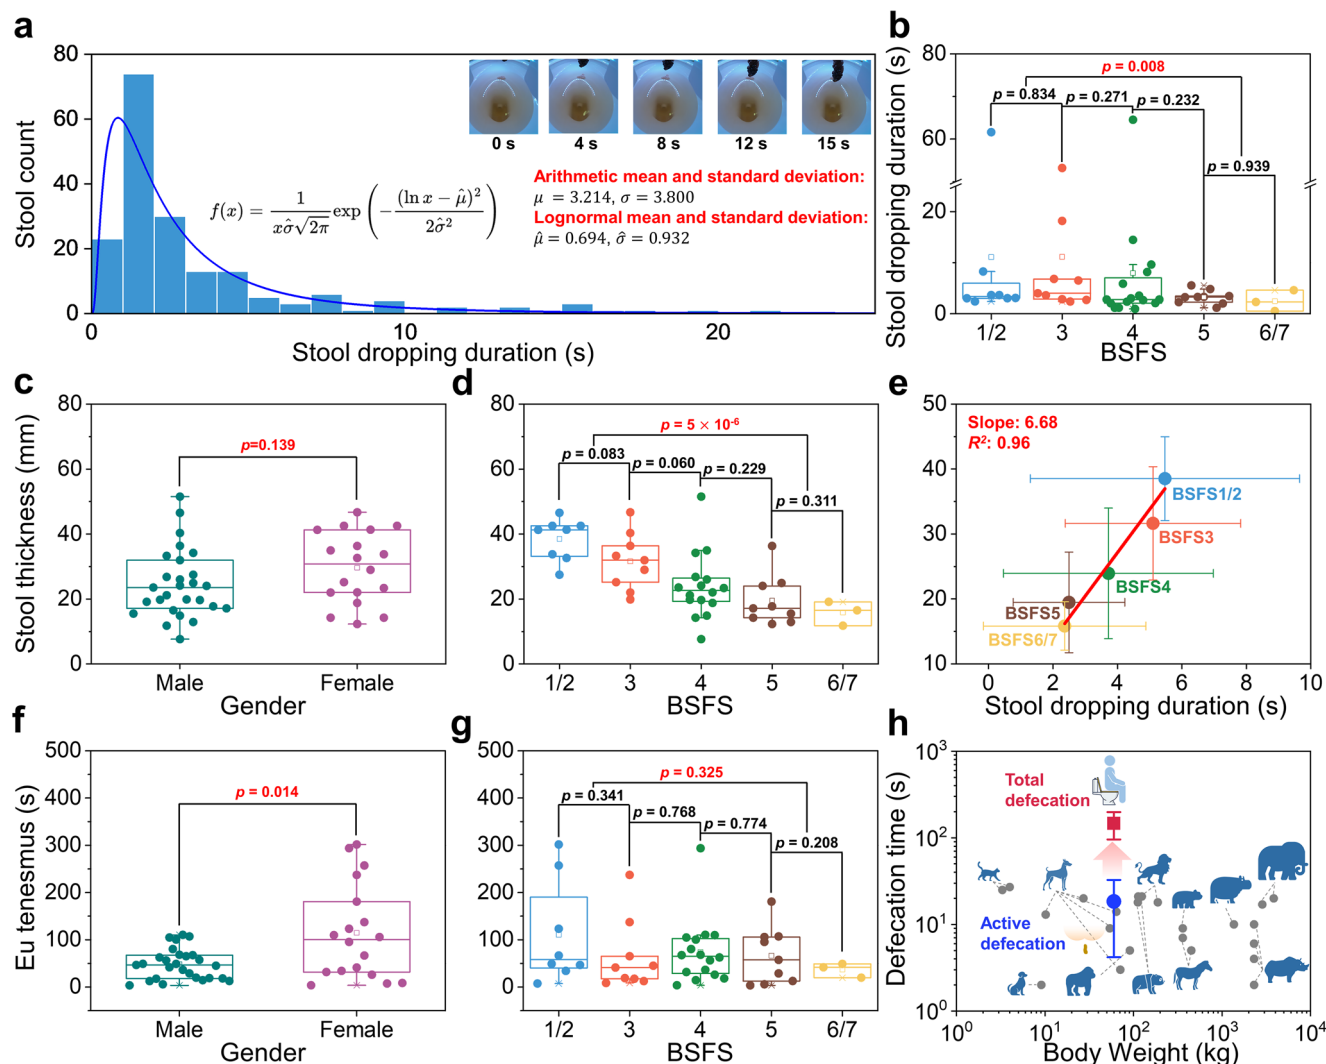 a
Stool count
80
60
40
20
0
0
10
20
Stool dropping duration (s)
0 s
4 s
8 s
12 s
15 s
f(x) = 1/(xσ̂√2π) exp(−(ln x − μ̂)²/2σ̂²)
Arithmetic mean and standard deviation:
μ = 3.214, σ = 3.800
Lognormal mean and standard deviation:
μ̂ = 0.694, σ̂ = 0.932
b
Stool dropping duration (s)
80
60
20
0
p = 0.008
p = 0.834
p = 0.271
p = 0.232
p = 0.939
1/2
3
4
5
6/7
BSFS
c
Stool thickness (mm)
80
60
40
20
0
p=0.139
Male
Female
Gender
d
80
60
40
20
0
p = 5 × 10⁻⁶
p = 0.083
p = 0.060
p = 0.229
p = 0.311
1/2
3
4
5
6/7
BSFS
e
50
40
30
20
10
Slope: 6.68
R²: 0.96
BSFS1/2
BSFS3
BSFS4
BSFS5
BSFS6/7
0
2
4
6
8
10
Stool dropping duration (s)
f
Eu tenesmus (s)
500
400
300
200
100
0
p = 0.014
Male
Female
Gender
g
500
400
300
200
100
0
p = 0.325
p = 0.341
p = 0.768
p = 0.774
p = 0.208
1/2
3
4
5
6/7
BSFS
h
Defecation time (s)
10³
10²
10¹
10⁰
Total
defecation
Active
defecation
10⁰
10¹
10²
10³
10⁴
Body Weight (kg)